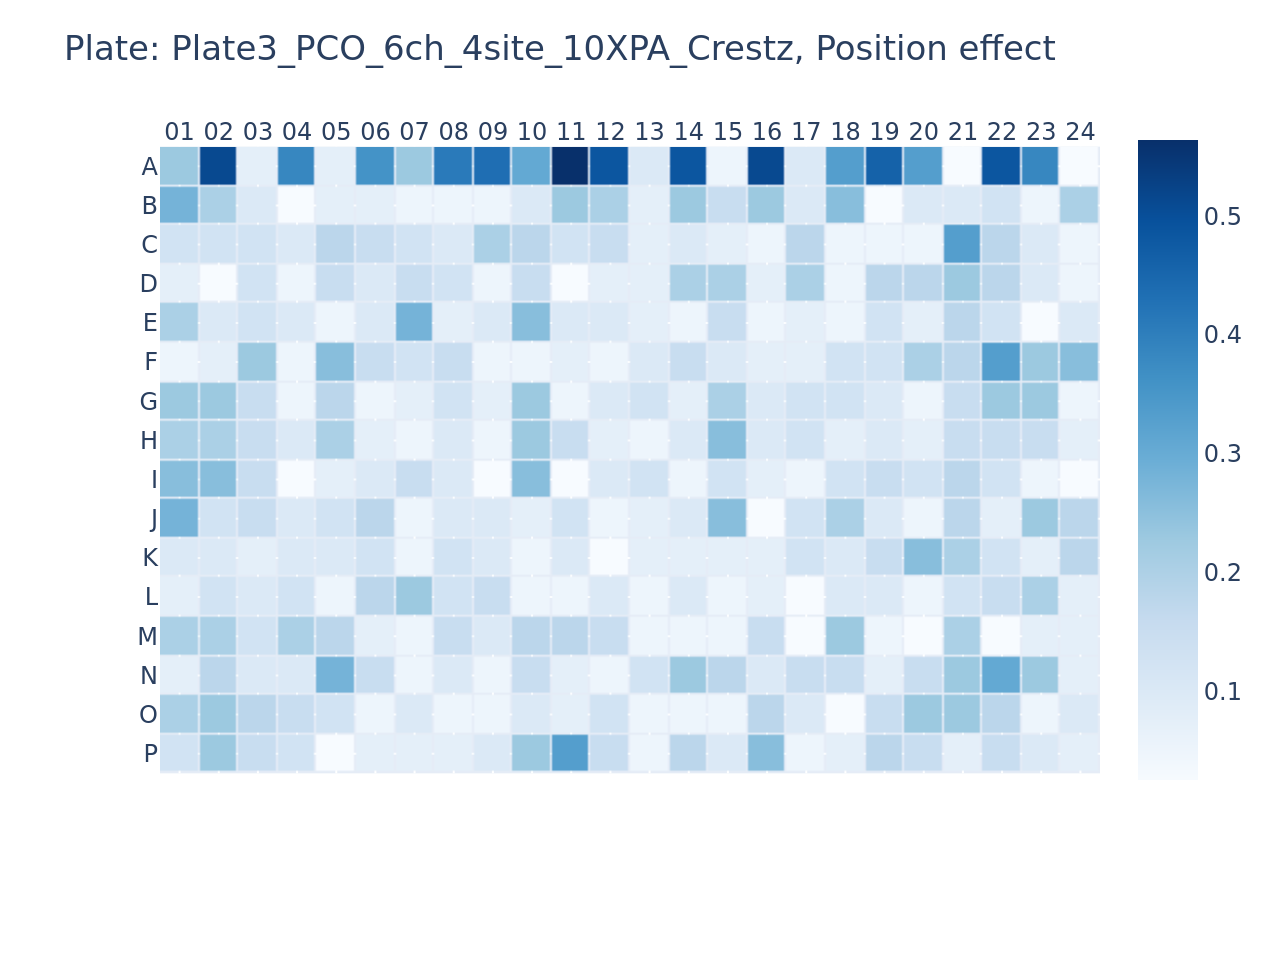 Plate: Plate3_PCO_6ch_4site_10XPA_Crestz, Position effect
01 02 03 04 05 06 07 08 09 10 11 12 13 14 15 16 17 18 19 20 21 22 23 24
A
B
C
D
E
F
G
H
I
J
K
L
M
N
O
P
0.5
0.4
0.3
0.2
0.1